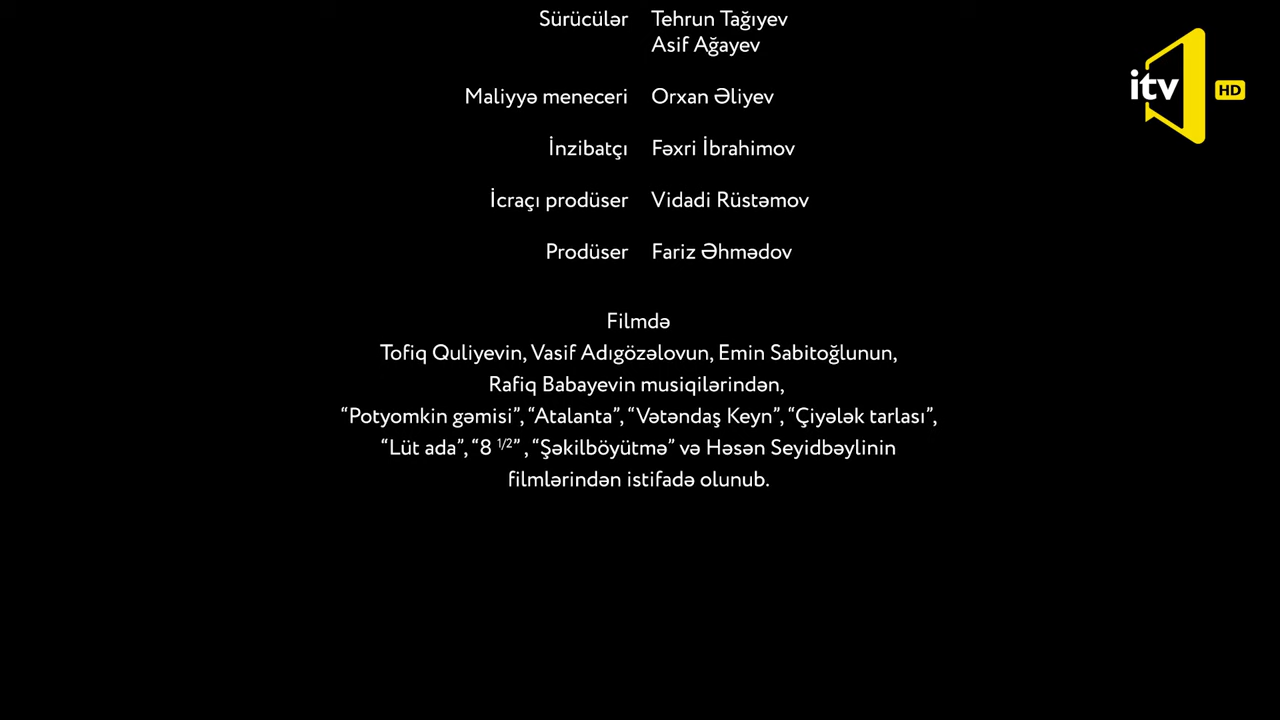 Sürücülər Tehrun Tağıyev
Asif Ağayev
Maliyyə meneceri Orxan Əliyev
İnzibatçı Fəxri İbrahimov
İcraçı prodüser Vidadi Rüstəmov
Prodüser Fariz Əhmədov
Filmdə
Tofiq Quliyevin, Vasif Adıgözəlovun, Emin Sabitoğlunun,
Rafiq Babayevin musiqilərindən,
“Potyomkin gəmisi”, “Atalanta”, “Vətəndaş Keyn”, “Çiyələk tarlası”,
“Lüt ada”, “8 1/2” , “Şəkilböyütmə” və Həsən Seyidbəylinin
filmlərindən istifadə olunub.
itv HD